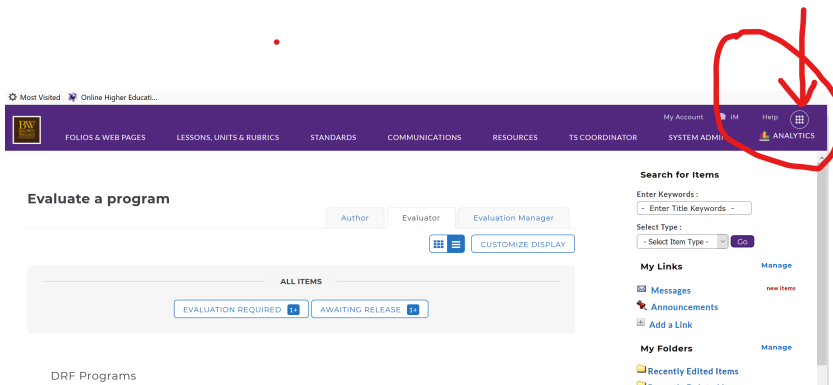 Most Visited Online Higher Educati...
My Account IM Help
BW
FOLIOS & WEB PAGES LESSONS, UNITS & RUBRICS STANDARDS COMMUNICATIONS RESOURCES TS COORDINATOR SYSTEM ADMIN ANALYTICS
Search for Items
Evaluate a program
Enter Keywords :
- Enter Title Keywords -
Author Evaluator Evaluation Manager
Select Type :
- Select Item Type - Go
CUSTOMIZE DISPLAY
My Links Manage
ALL ITEMS
Messages new items
EVALUATION REQUIRED 1+ AWAITING RELEASE 1+
Announcements
Add a Link
My Folders Manage
DRF Programs
Recently Edited Items